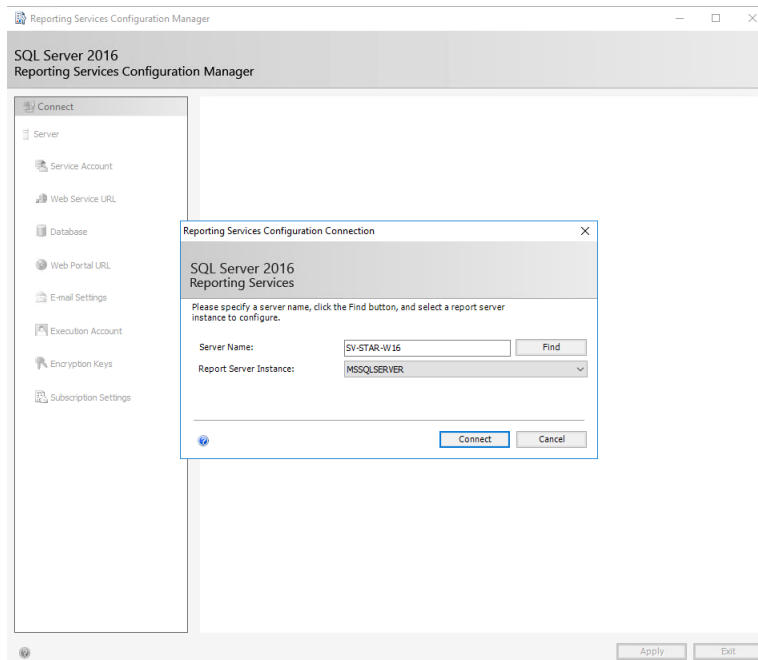 Reporting Services Configuration Manager
SQL Server 2016
Reporting Services Configuration Manager
Connect
Server
Service Account
Web Service URL
Database
Web Portal URL
E-mail Settings
Execution Account
Encryption Keys
Subscription Settings
Reporting Services Configuration Connection
SQL Server 2016
Reporting Services
Please specify a server name, click the Find button, and select a report server
instance to configure.
Server Name: SV-STAR-W16 Find
Report Server Instance: MSSQLSERVER
Connect Cancel
Apply Exit